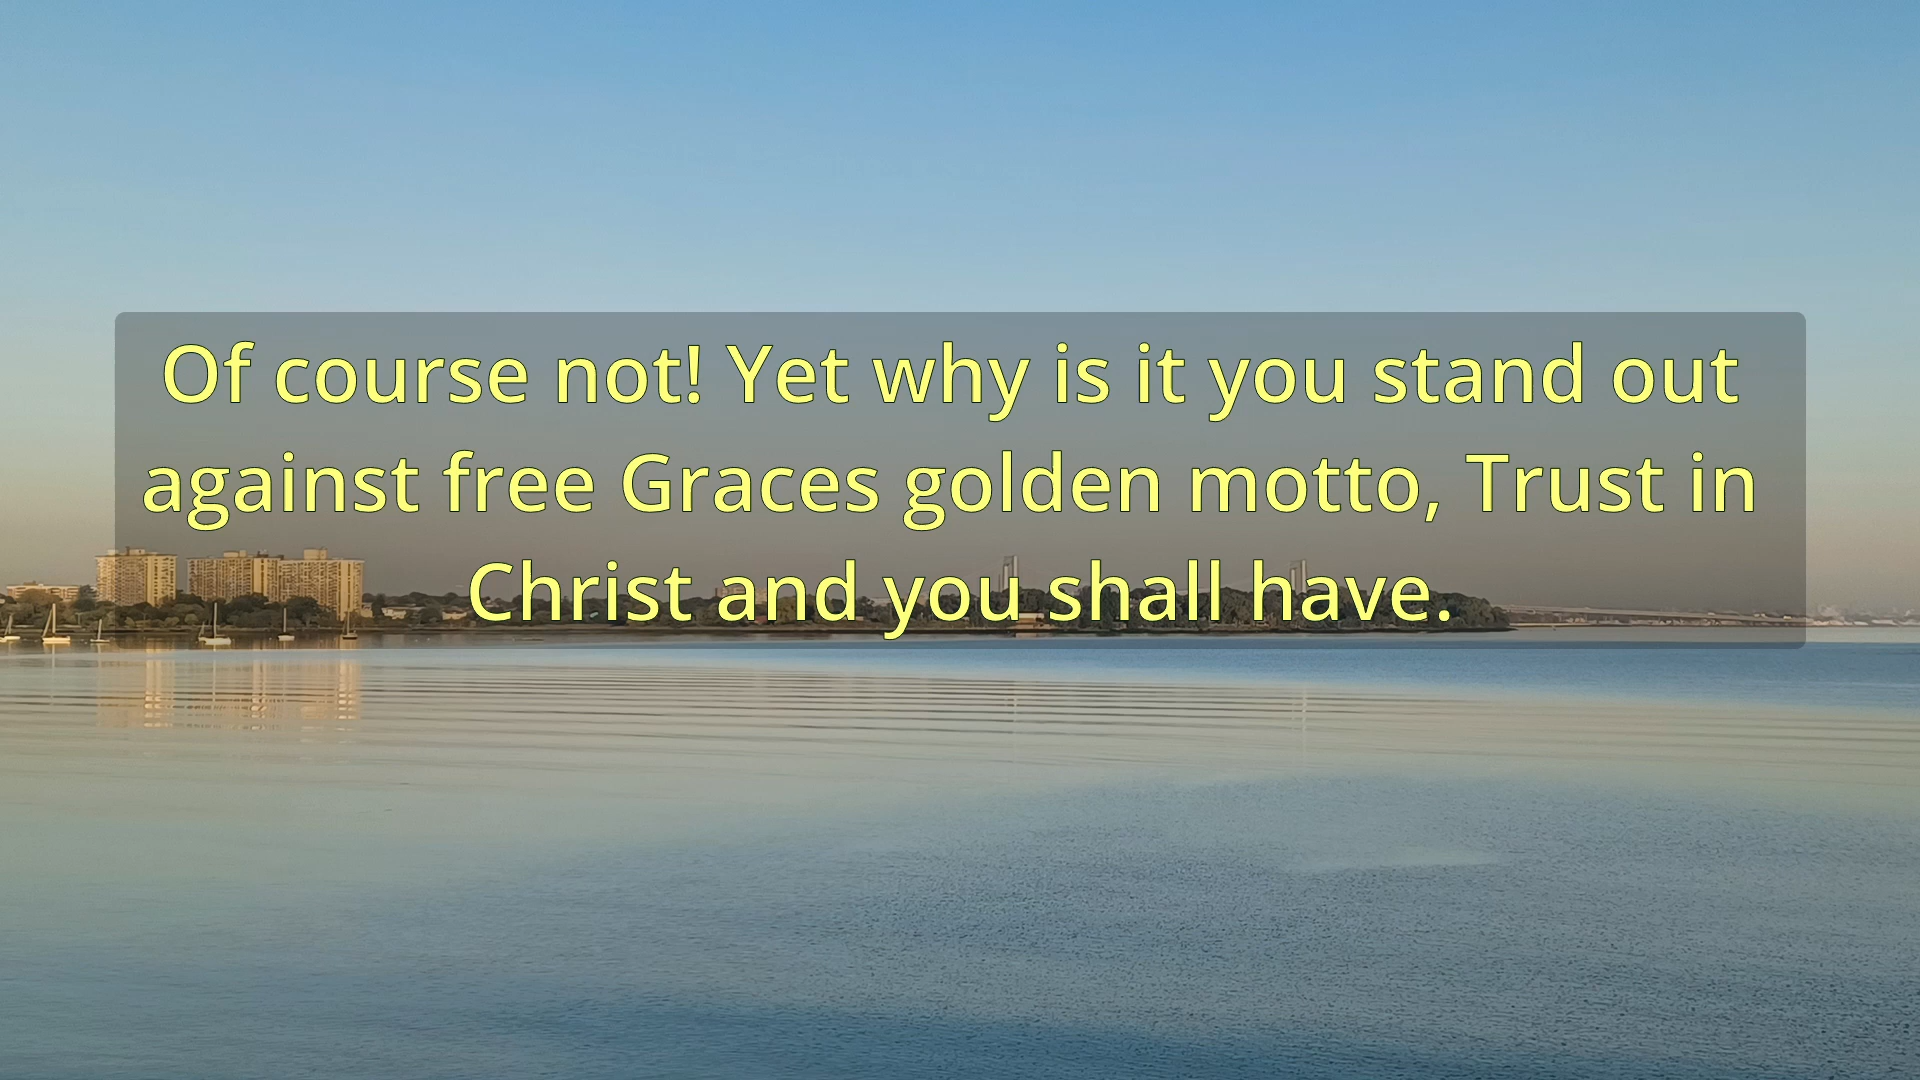 Of course not! Yet why is it you stand out
against free Graces golden motto, Trust in
Christ and you shall have.